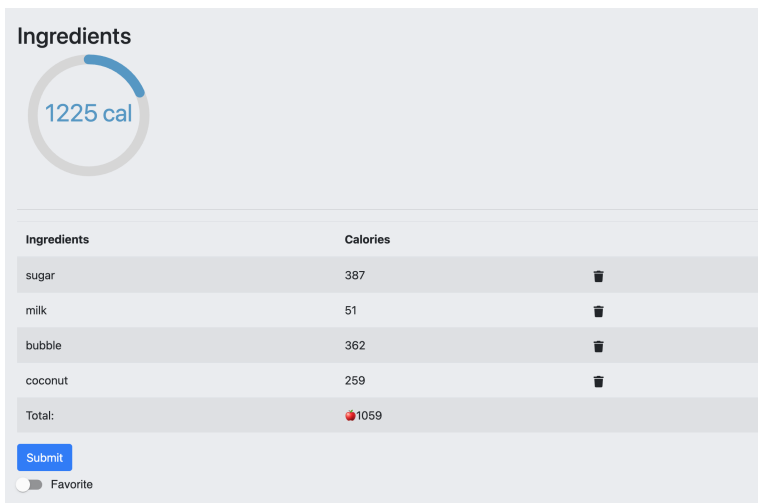 Ingredients
1225 cal
Ingredients Calories
sugar 387
milk 51
bubble 362
coconut 259
Total: 🍎1059
Submit
Favorite